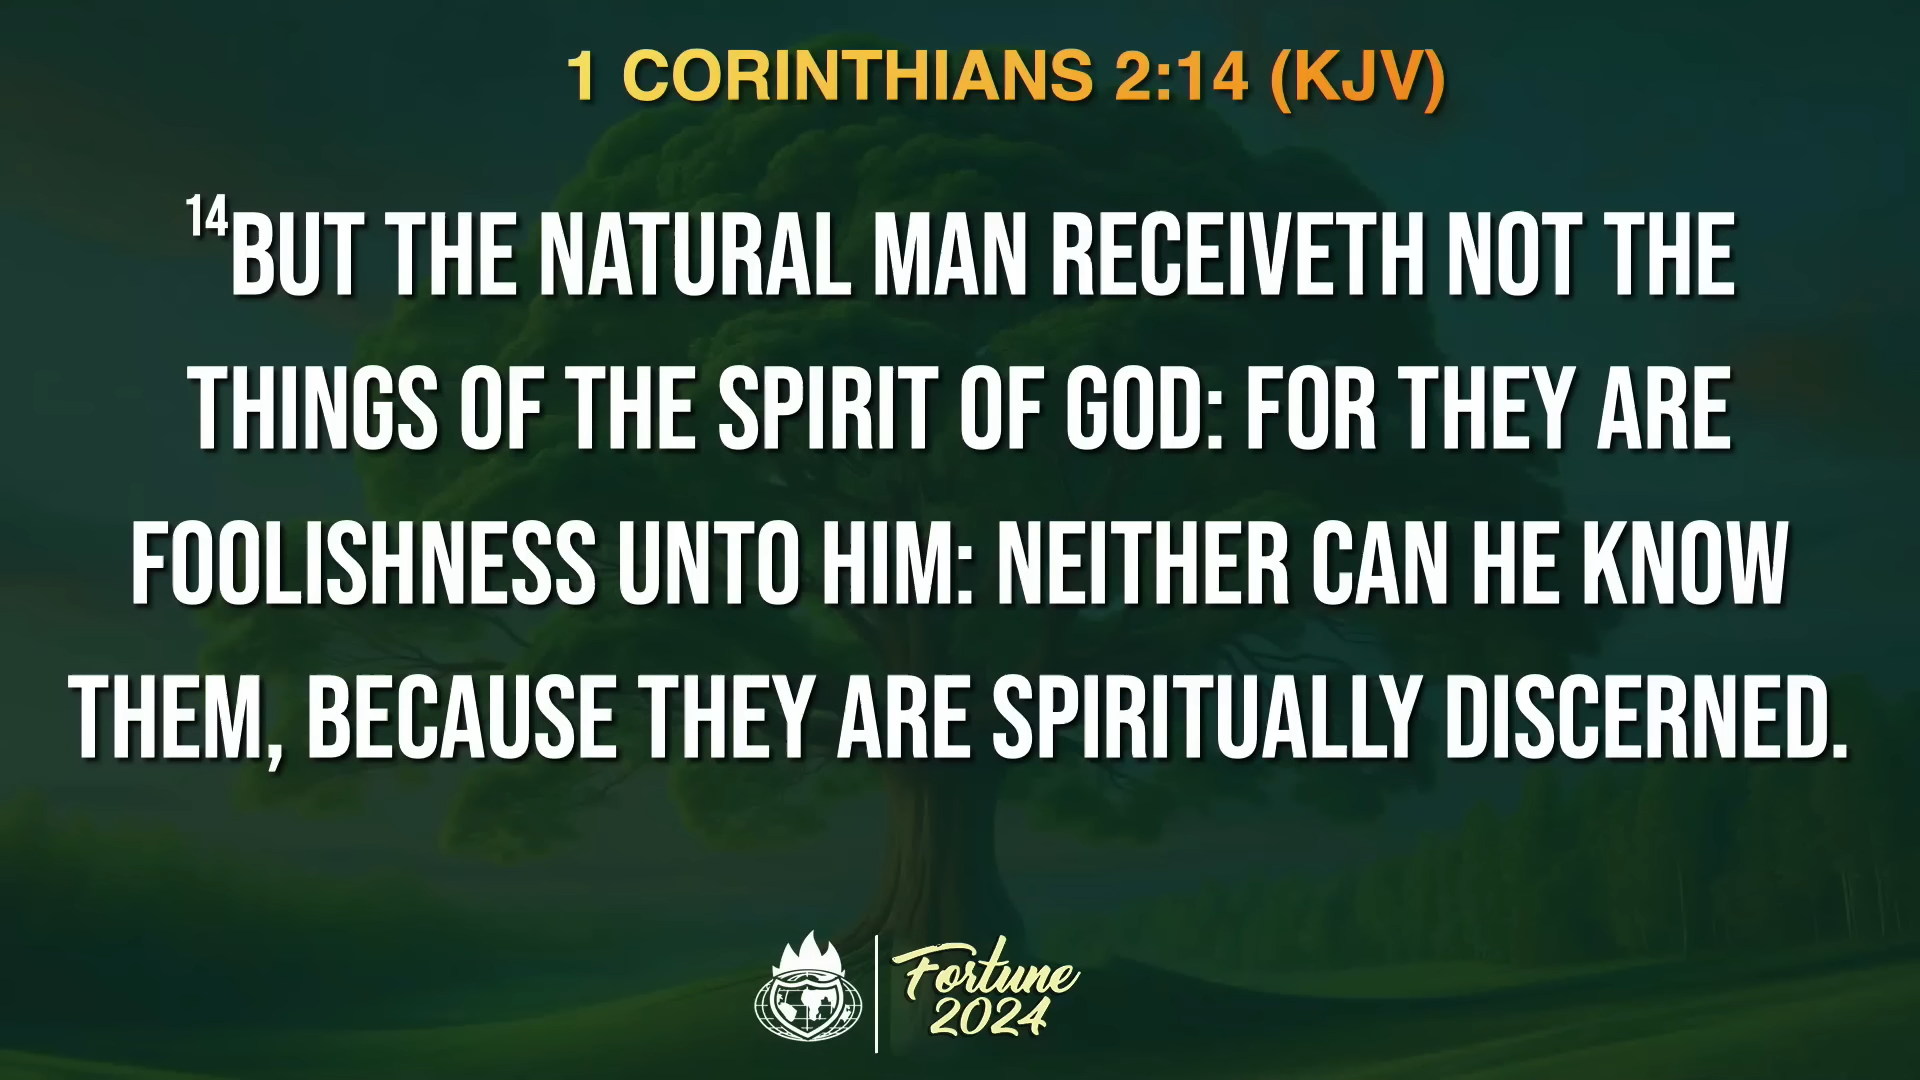 1 CORINTHIANS 2:14 (KJV)
14BUT THE NATURAL MAN RECEIVETH NOT THE
THINGS OF THE SPIRIT OF GOD: FOR THEY ARE
FOOLISHNESS UNTO HIM: NEITHER CAN HE KNOW
THEM, BECAUSE THEY ARE SPIRITUALLY DISCERNED.
Fortune
2024